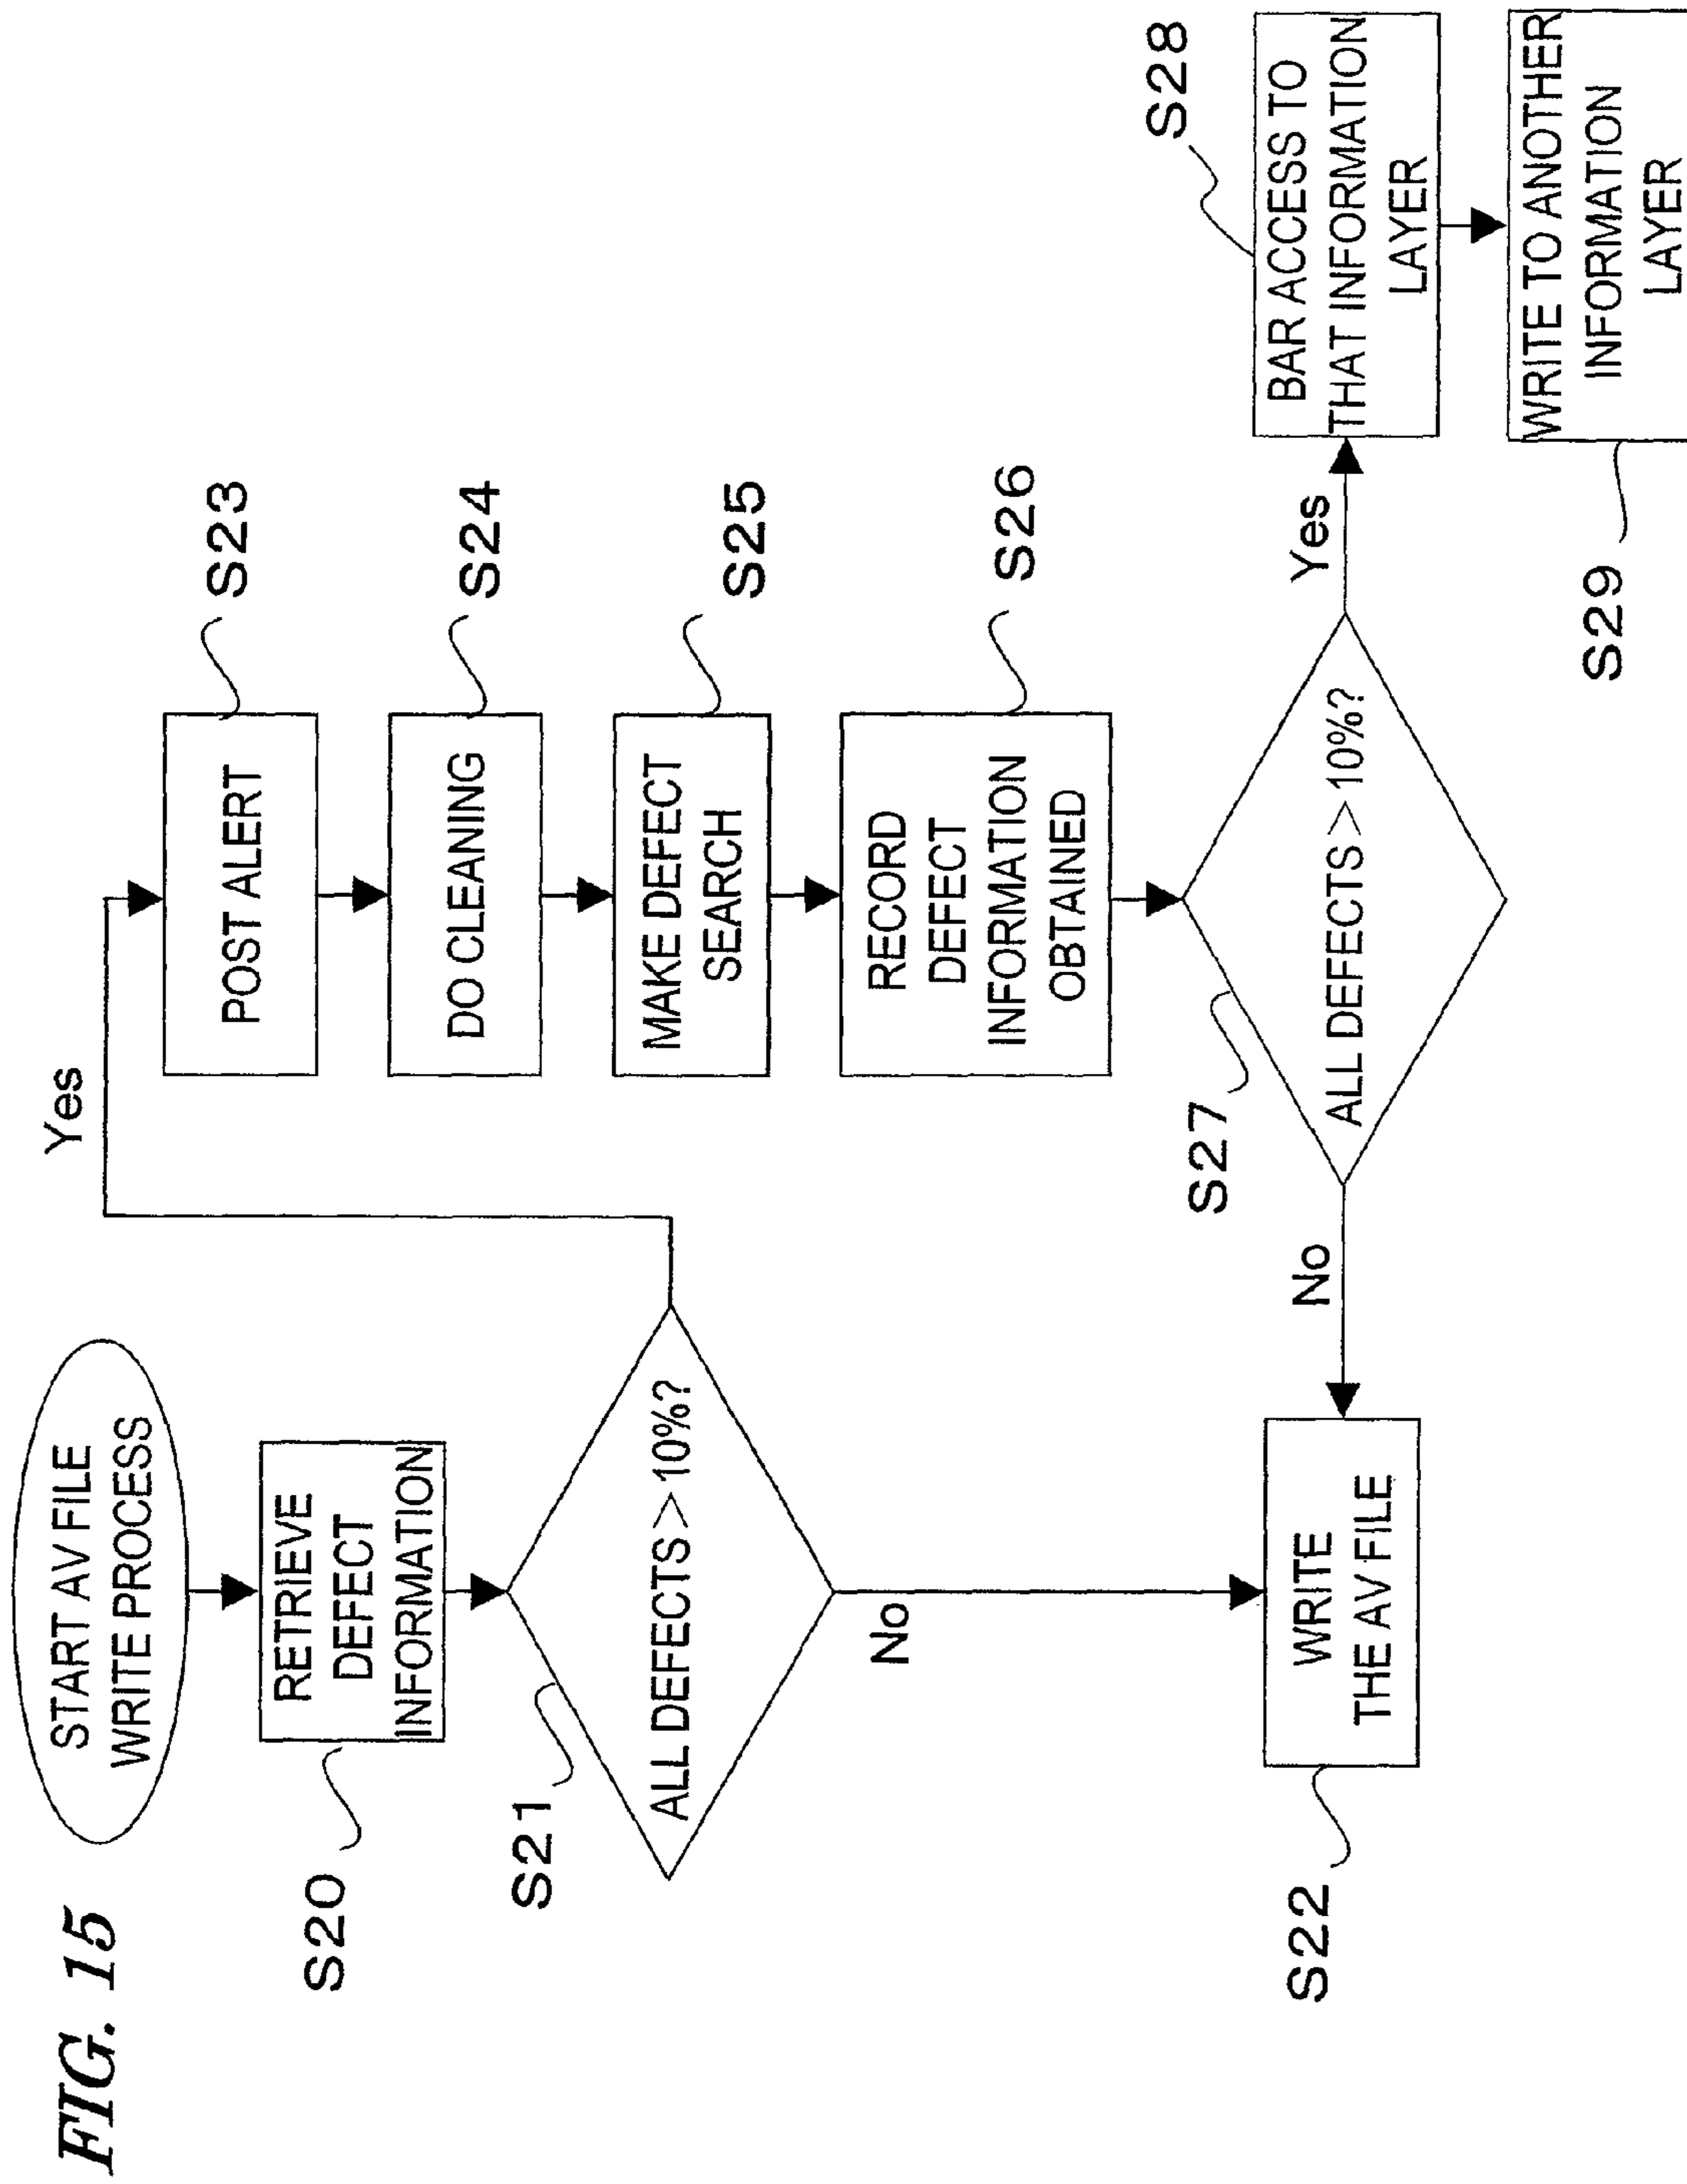 FIG. 15
START AV FILE
WRITE PROCESS
S20
RETRIEVE
DEFECT
INFORMATION
S21
ALL DEFECTS > 10%?
Yes
No
S22
WRITE
THE AV FILE
POST ALERT
S23
DO CLEANING
S24
MAKE DEFECT
SEARCH
S25
RECORD
DEFECT
INFORMATION
OBTAINED
S26
S27
ALL DEFECTS > 10%?
No
Yes
S28
BAR ACCESS TO
THAT INFORMATION
LAYER
WRITE TO ANOTHER
INFORMATION
LAYER
S29